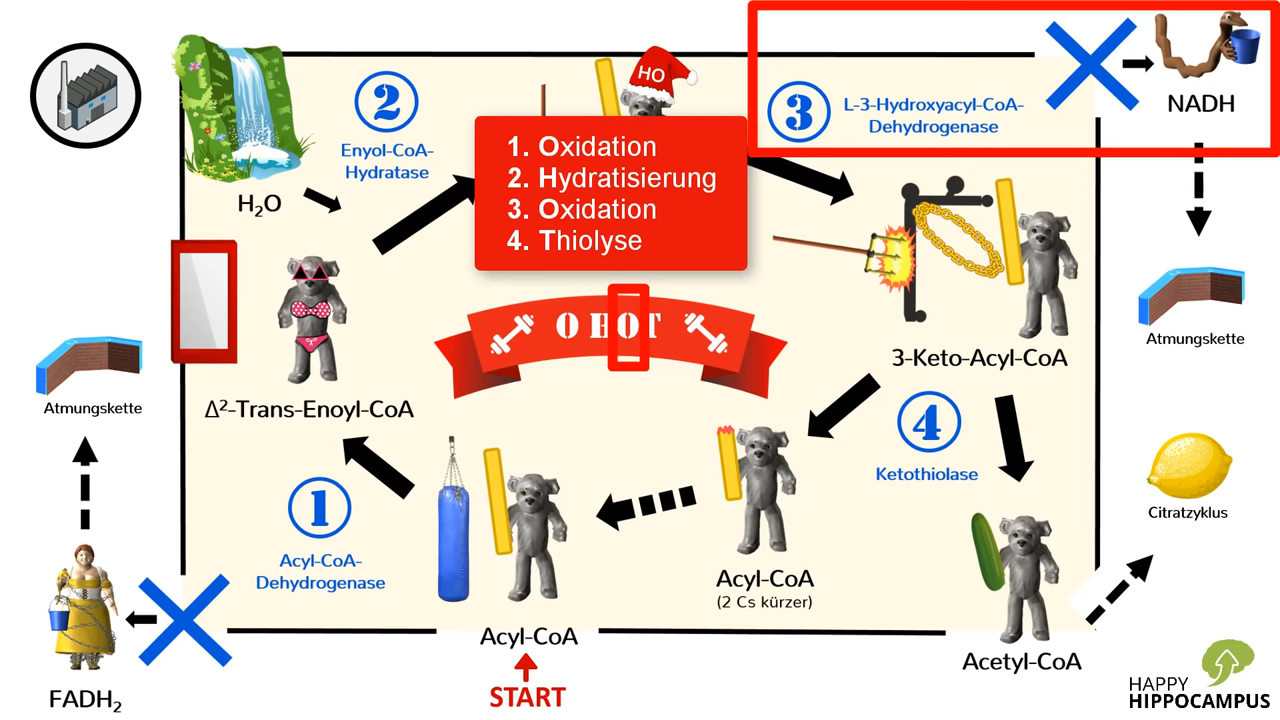 HO
2
Enyol-CoA-
Hydratase
H₂O
1. Oxidation
2. Hydratisierung
3. Oxidation
4. Thiolyse
3
L-3-Hydroxyacyl-CoA-
Dehydrogenase
NADH
Atmungskette
3-Keto-Acyl-CoA
4
Ketothiolase
Citratzyklus
Δ²-Trans-Enoyl-CoA
Atmungskette
1
Acyl-CoA-
Dehydrogenase
FADH₂
Acyl-CoA
START
Acyl-CoA
(2 Cs kürzer)
Acetyl-CoA
HAPPY
HIPPOCAMPUS